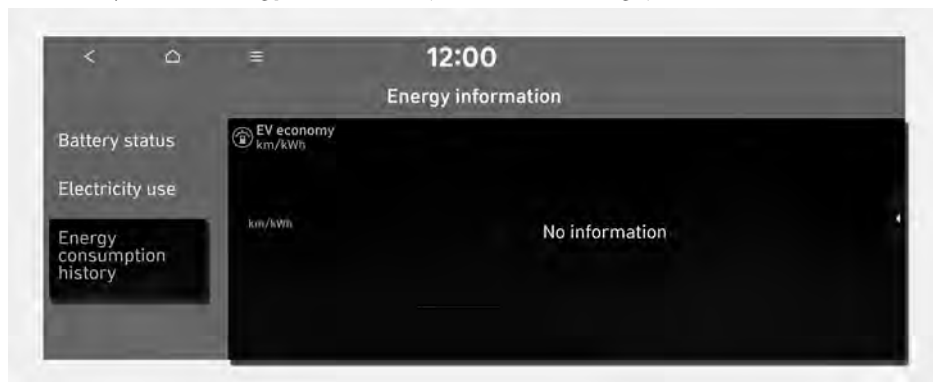 12:00
Energy information
Battery status
Electricity use
Energy
consumption
history
EV economy
km/kWh
km/kWh
No information